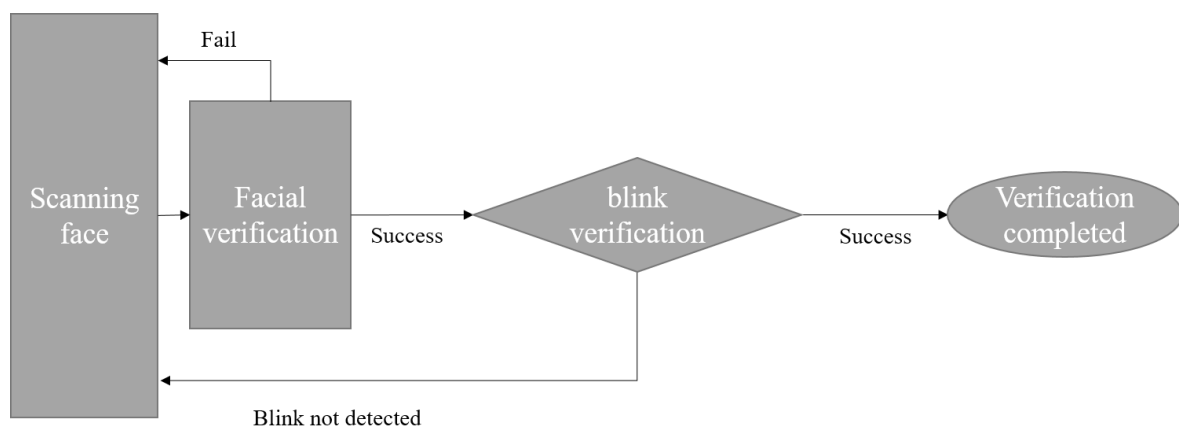 Fail
Scanning
face
Facial
verification
Success
blink
verification
Success
Verification
completed
Blink not detected